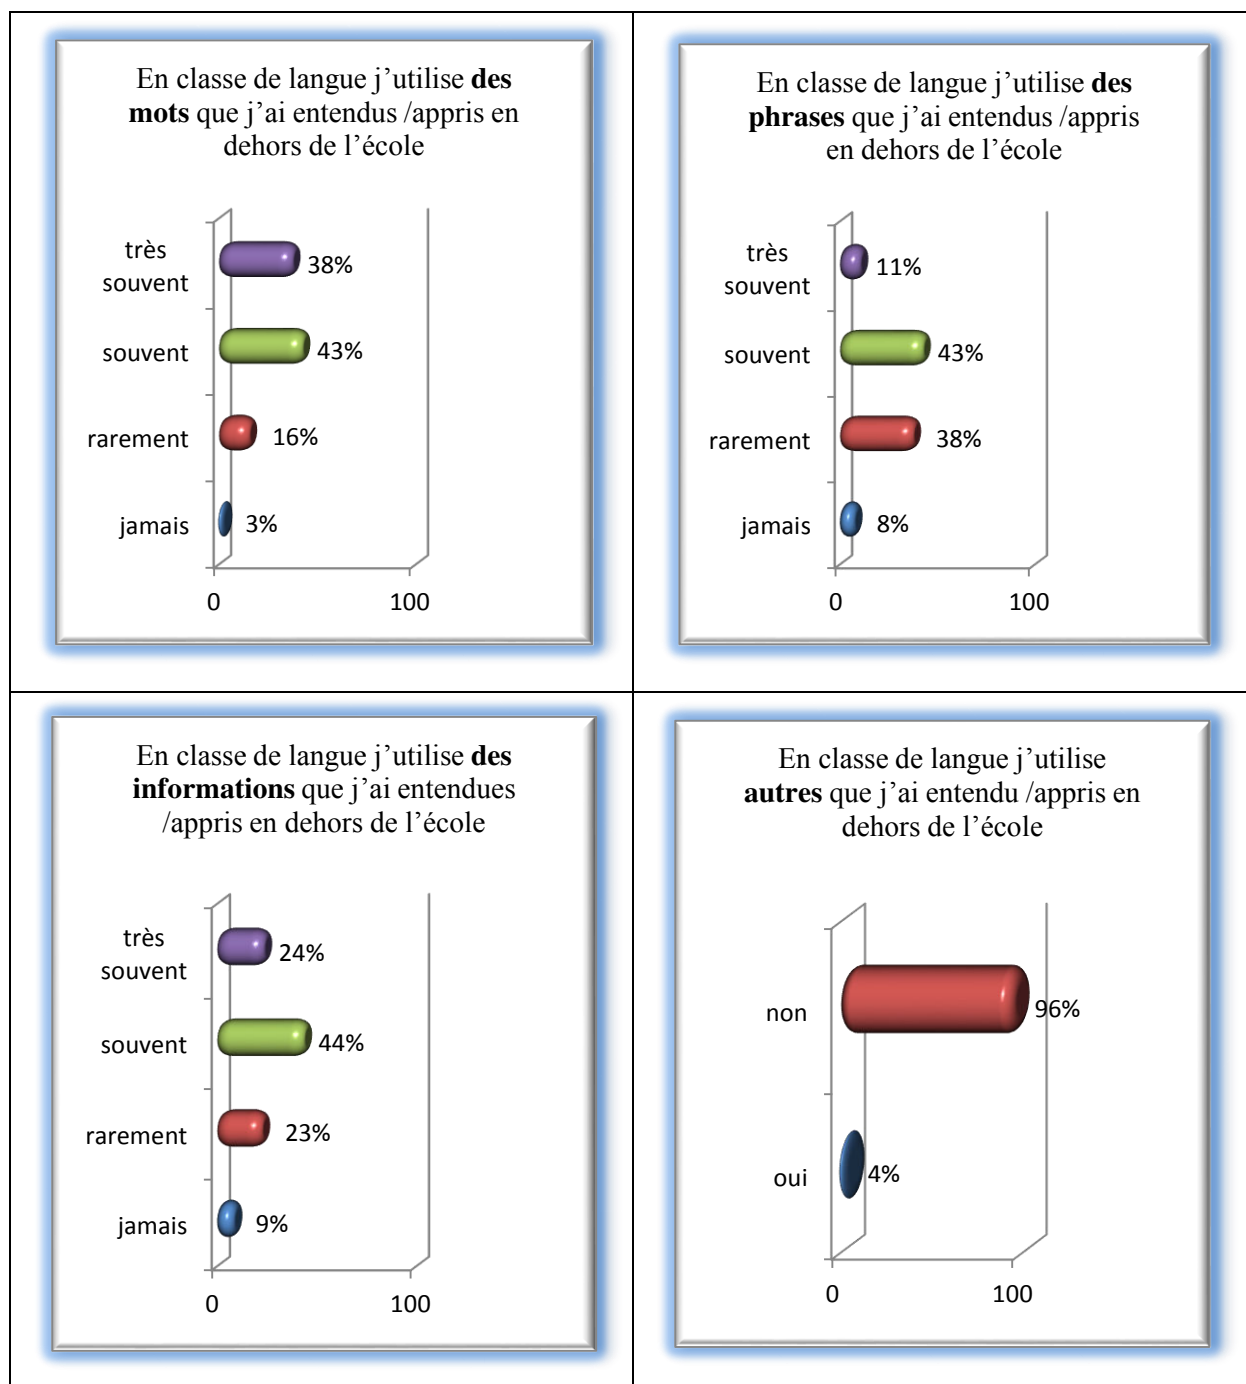 En classe de langue j’utilise des
mots que j’ai entendus /appris en
dehors de l’école
très
souvent
38%
souvent
43%
rarement
16%
jamais
3%
0
100
En classe de langue j’utilise des
phrases que j’ai entendus /appris
en dehors de l’école
très
souvent
11%
souvent
43%
rarement
38%
jamais
8%
0
100
En classe de langue j’utilise des
informations que j’ai entendues
/appris en dehors de l’école
très
souvent
24%
souvent
44%
rarement
23%
jamais
9%
0
100
En classe de langue j’utilise
autres que j’ai entendu /appris en
dehors de l’école
non
96%
oui
4%
0
100